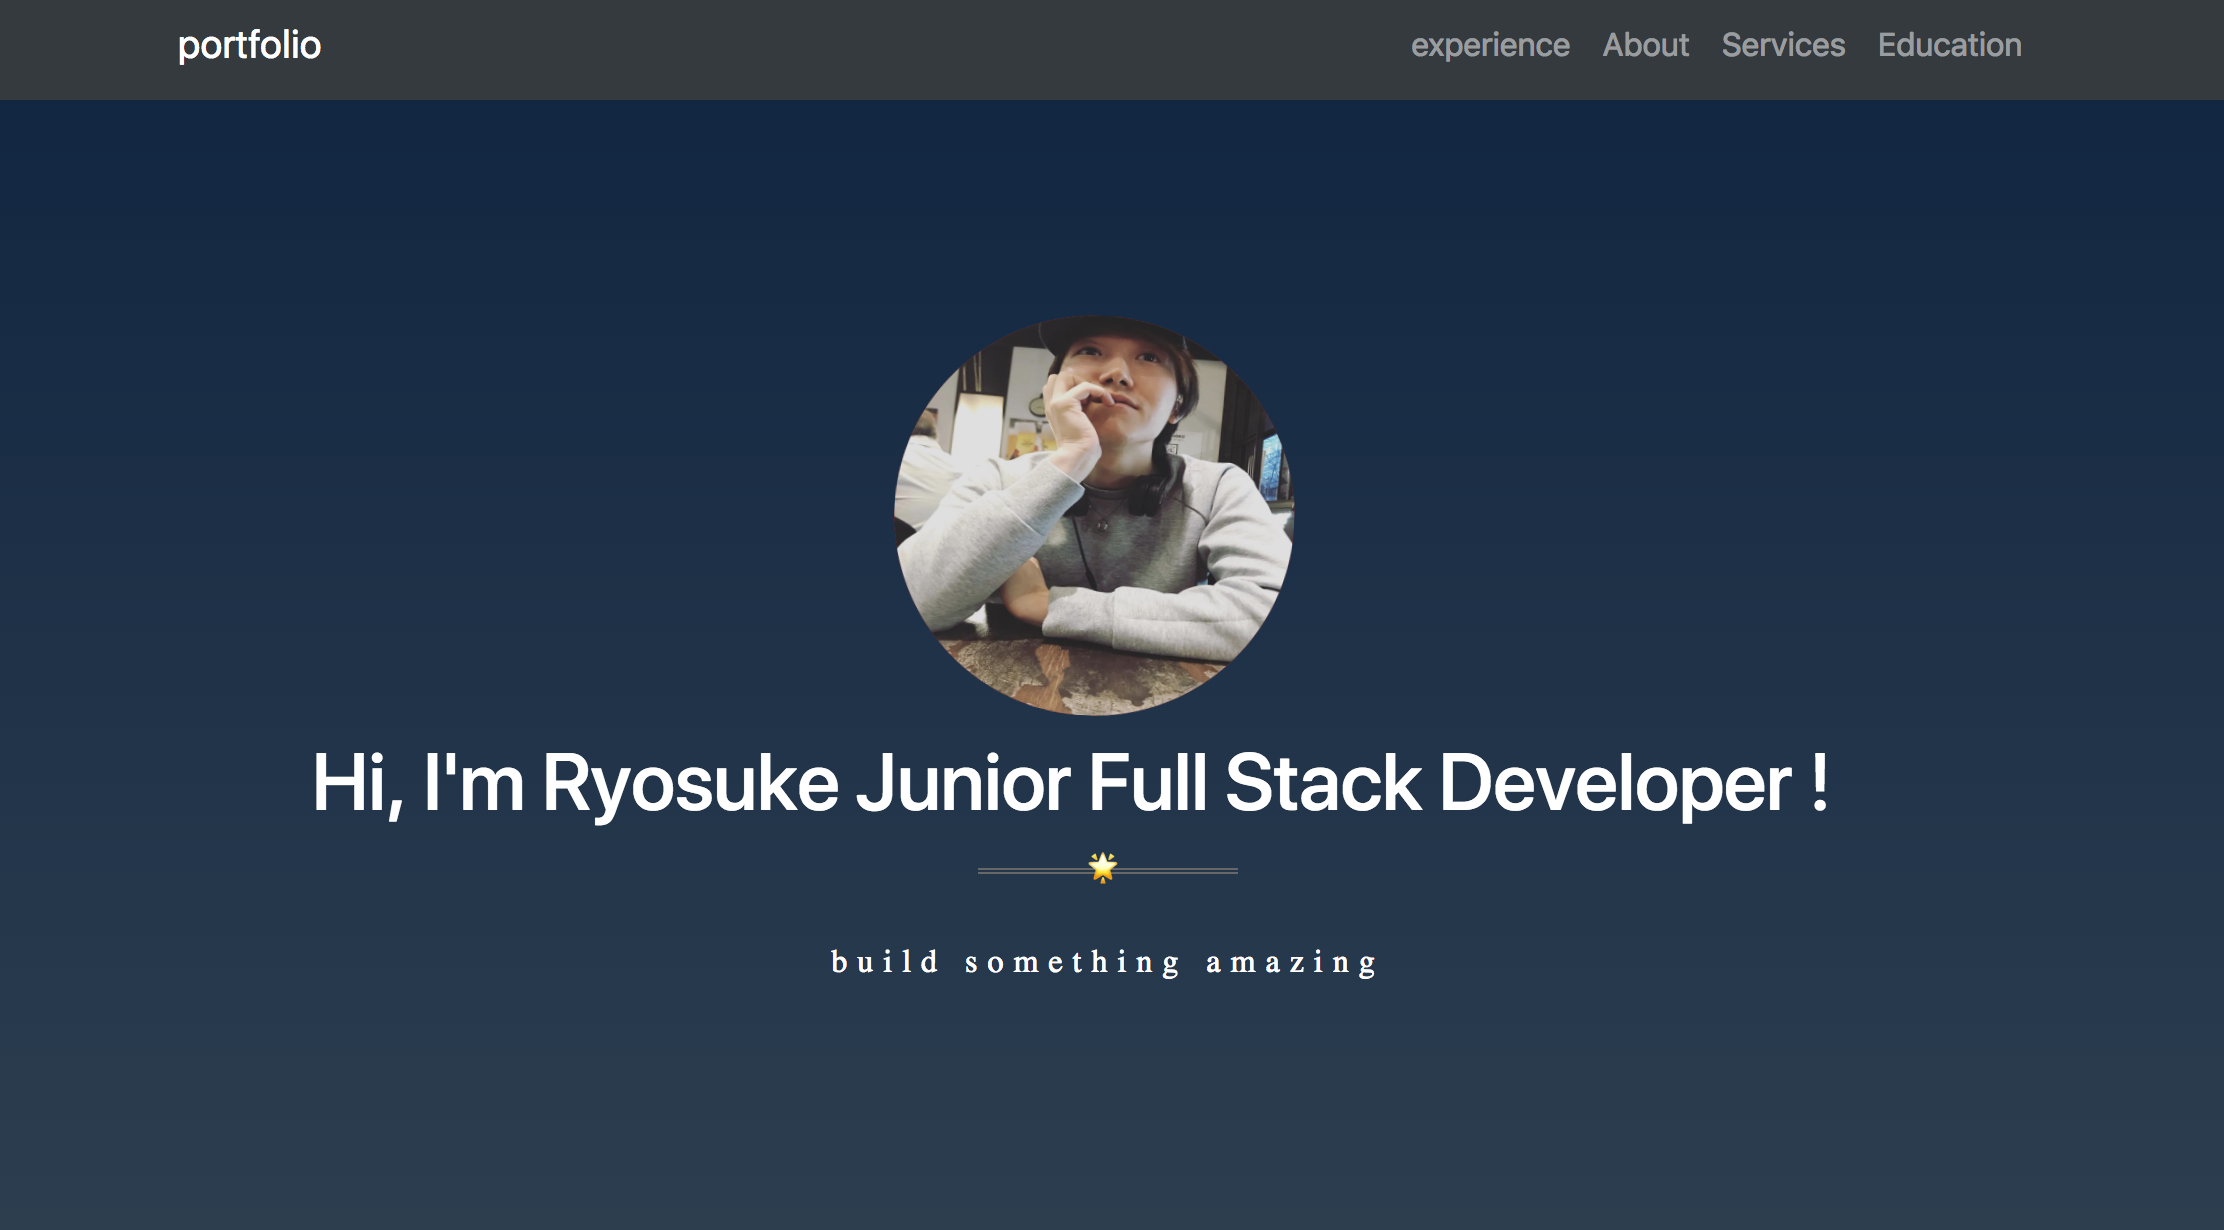 portfolio
experience About Services Education
Hi, I'm Ryosuke Junior Full Stack Developer !
build something amazing